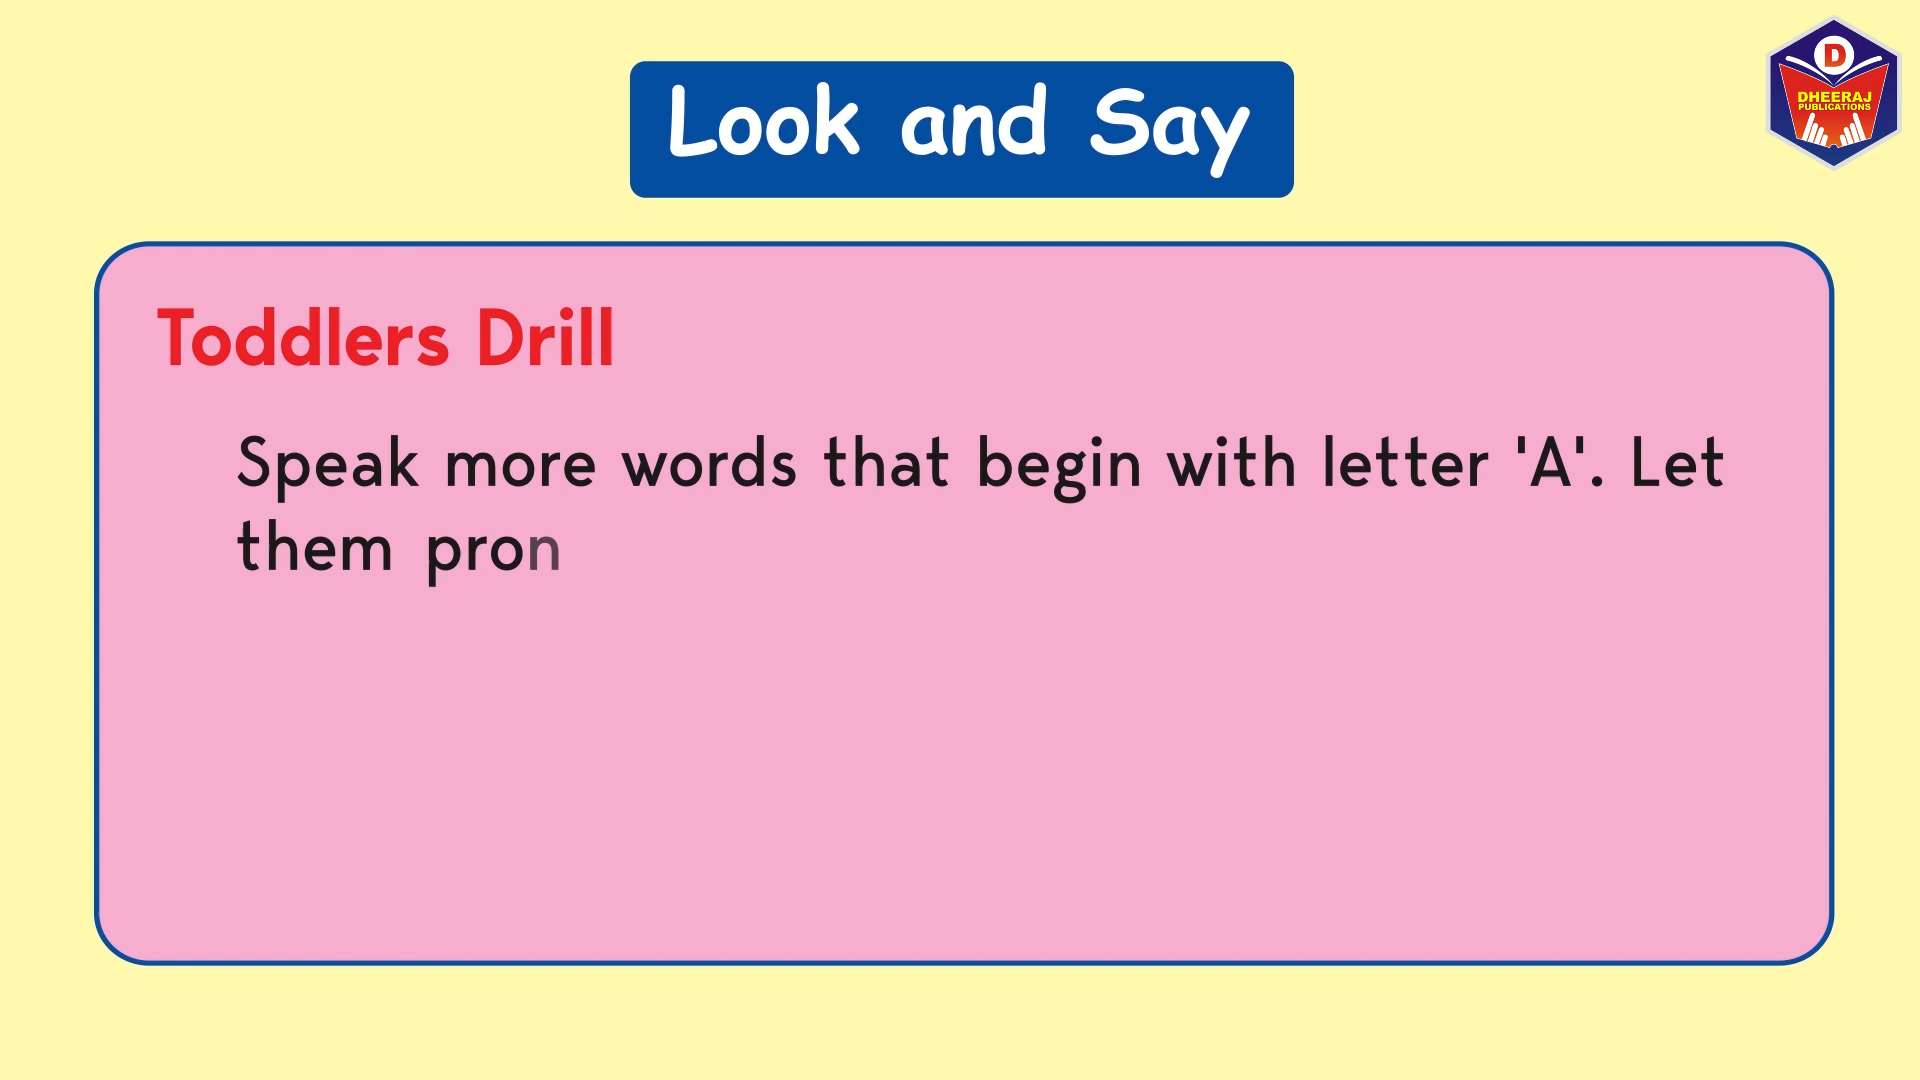 Look and Say
D
DHEERAJ
PUBLICATIONS
Toddlers Drill
Speak more words that begin with letter 'A'. Let
them pron